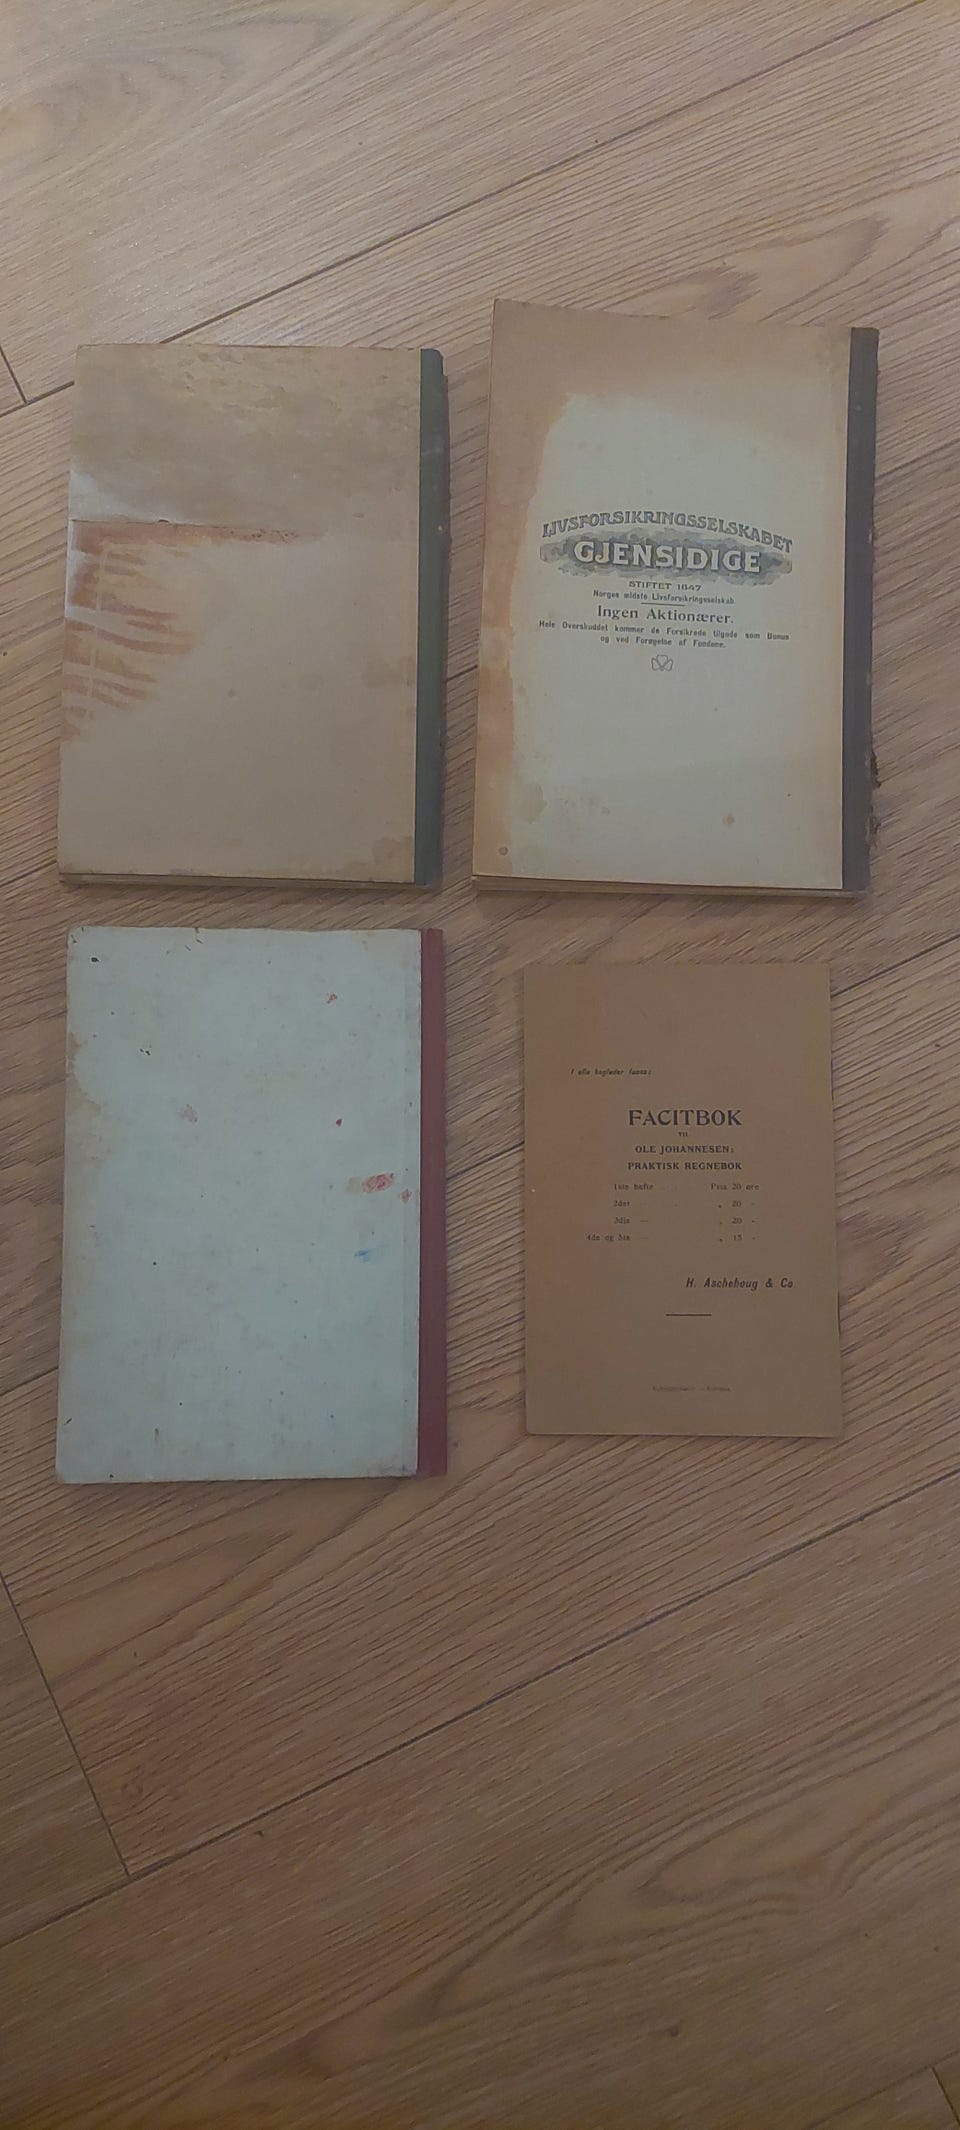 LIVSFORSIKRINGSSELSKABET
GJENSIDIGE
STIFTET 1847
Norges ældste Livsforsikringsselskab.
Ingen Aktionærer.
Hele Overskuddet kommer de Forsikrede tilgode som Bonus
og ved Forøgelse af Fondene.
I alle boglader faaes:
FACITBOK
TIL
OLE JOHANNESEN:
PRAKTISK REGNEBOK
1ste hefte Pris 20 øre
2det — „ 20 -
3dje — „ 20 -
4de og 5te — „ 15 -
H. Aschehoug & Co.